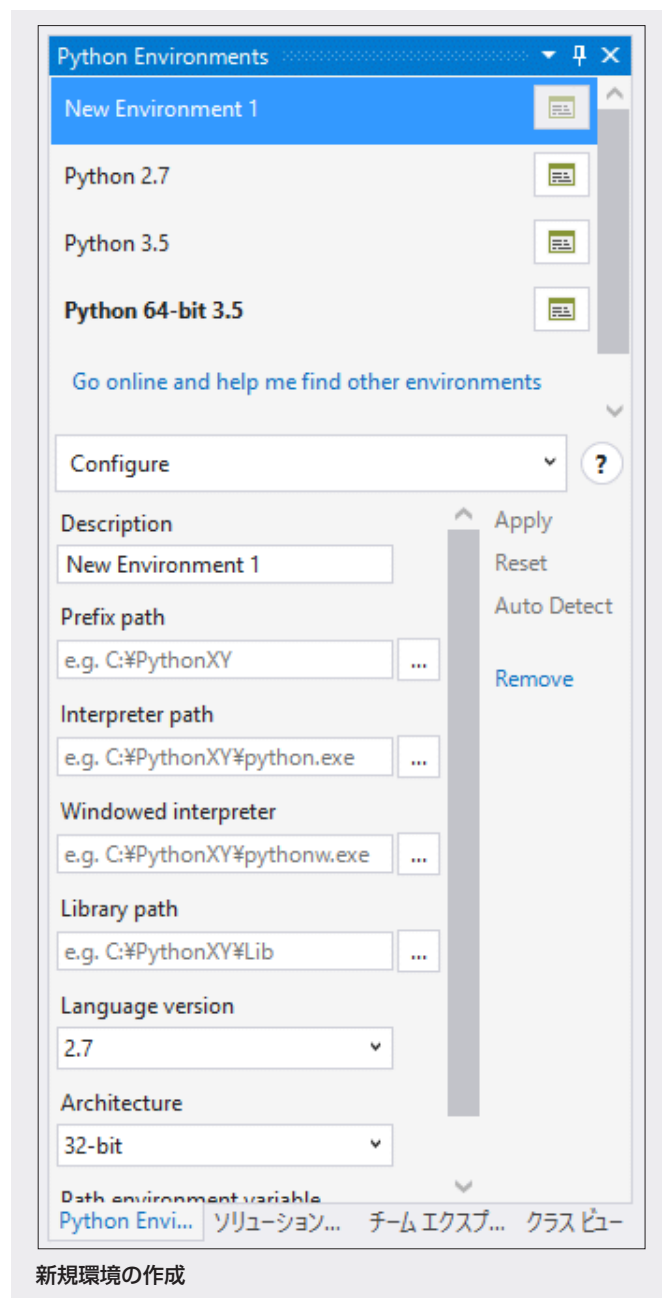 Python Environments
New Environment 1
Python 2.7
Python 3.5
Python 64-bit 3.5
Go online and help me find other environments
Configure
?
Description
Apply
New Environment 1
Reset
Prefix path
Auto Detect
e.g. C:¥PythonXY
...
Remove
Interpreter path
e.g. C:¥PythonXY¥python.exe
...
Windowed interpreter
e.g. C:¥PythonXY¥pythonw.exe
...
Library path
e.g. C:¥PythonXY¥Lib
...
Language version
2.7
Architecture
32-bit
Path environment variable
Python Envi... ソリューション... チーム エクスプ... クラス ビュー
新規環境の作成